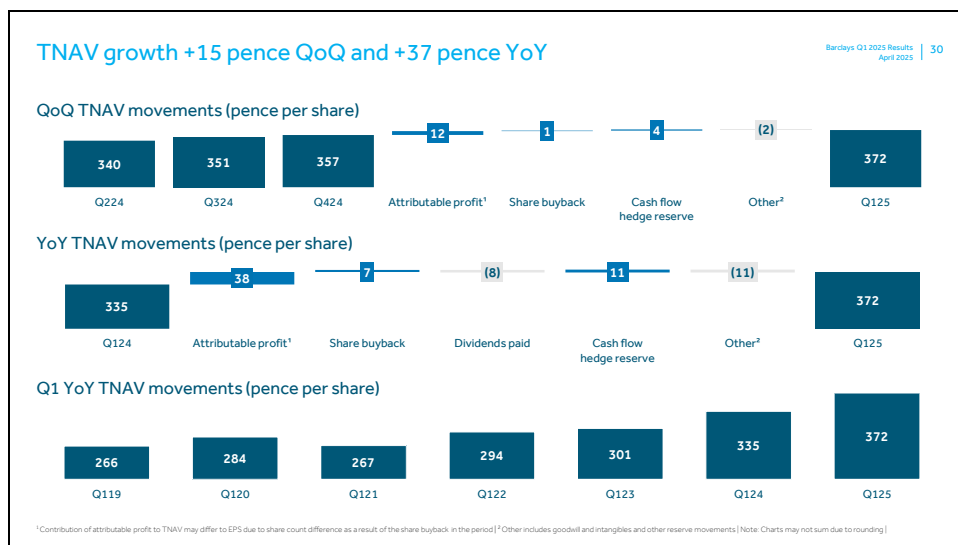 TNAV growth +15 pence QoQ and +37 pence YoY
Barclays Q1 2025 Results
April 2025
30
QoQ TNAV movements (pence per share)
340
351
357
12
1
4
(2)
372
Q224
Q324
Q424
Attributable profit¹
Share buyback
Cash flow
hedge reserve
Other²
Q125
YoY TNAV movements (pence per share)
335
38
7
(8)
11
(11)
372
Q124
Attributable profit¹
Share buyback
Dividends paid
Cash flow
hedge reserve
Other²
Q125
Q1 YoY TNAV movements (pence per share)
266
284
267
294
301
335
372
Q119
Q120
Q121
Q122
Q123
Q124
Q125
¹ Contribution of attributable profit to TNAV may differ to EPS due to share count difference as a result of the share buyback in the period | ² Other includes goodwill and intangibles and other reserve movements | Note: Charts may not sum due to rounding |